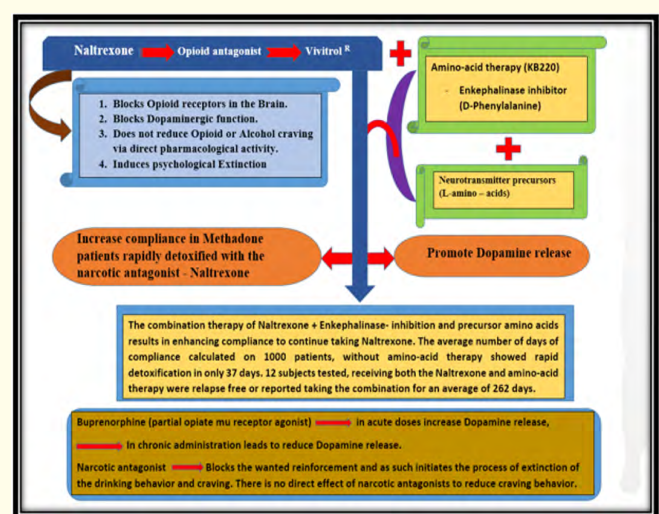 Naltrexone Opioid antagonist Vivitrol R
1. Blocks Opioid receptors in the Brain.
2. Blocks Dopaminergic function.
3. Does not reduce Opioid or Alcohol craving
via direct pharmacological activity.
4. Induces psychological Extinction
Amino-acid therapy (KB220)
- Enkephalinase inhibitor
(D-Phenylalanine)
Neurotransmitter precursors
(L-amino – acids)
Increase compliance in Methadone
patients rapidly detoxified with the
narcotic antagonist - Naltrexone
Promote Dopamine release
The combination therapy of Naltrexone + Enkephalinase- inhibition and precursor amino acids
results in enhancing compliance to continue taking Naltrexone. The average number of days of
compliance calculated on 1000 patients, without amino-acid therapy showed rapid
detoxification in only 37 days. 12 subjects tested, receiving both the Naltrexone and amino-acid
therapy were relapse free or reported taking the combination for an average of 262 days.
Buprenorphine (partial opiate mu receptor agonist) in acute doses increase Dopamine release,
In chronic administration leads to reduce Dopamine release.
Narcotic antagonist Blocks the wanted reinforcement and as such initiates the process of extinction of
the drinking behavior and craving. There is no direct effect of narcotic antagonists to reduce craving behavior.